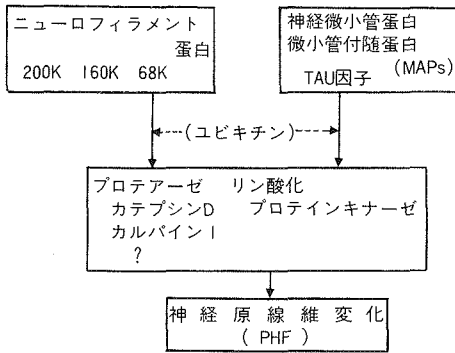 ニューロフィラメント
蛋白
200K 160K 68K
神経微小管蛋白
微小管付随蛋白
(MAPs)
TAU因子
(ユビキチン)
プロテアーゼ リン酸化
カテプシンD プロテインキナーゼ
カルパインI
?
神経原線維変化
(PHF)